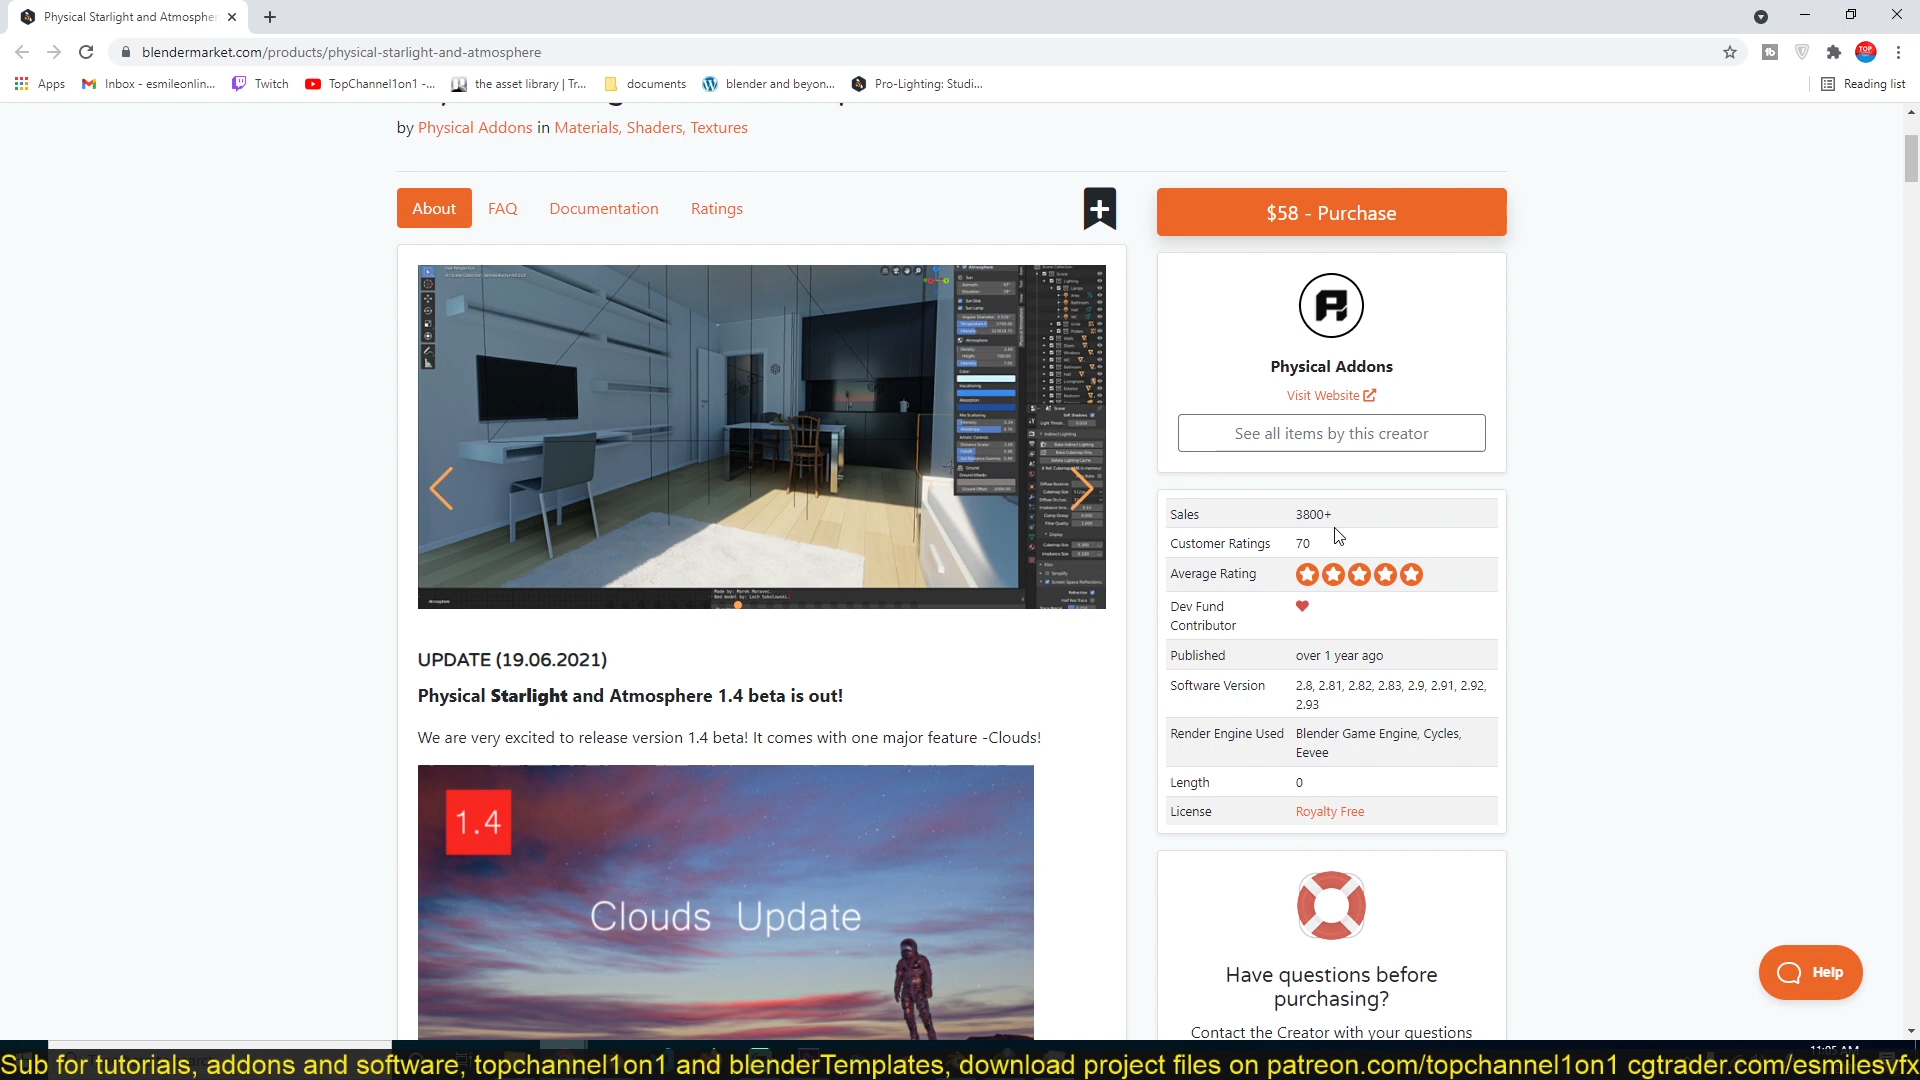 Physical Starlight and Atmospher
blendermarket.com/products/physical-starlight-and-atmosphere
Apps
Inbox - esmileonlin...
Twitch
TopChannel1on1 -...
the asset library | Tr...
documents
blender and beyon...
Pro-Lighting: Studi...
Reading list
by Physical Addons in Materials, Shaders, Textures
About
FAQ
Documentation
Ratings
$58 - Purchase
Physical Addons
Visit Website
See all items by this creator
Sales 3800+
Customer Ratings 70
Average Rating
Dev Fund
Contributor
Published over 1 year ago
Software Version 2.8, 2.81, 2.82, 2.83, 2.9, 2.91, 2.92,
2.93
Render Engine Used Blender Game Engine, Cycles,
Eevee
Length 0
License Royalty Free
UPDATE (19.06.2021)
Physical Starlight and Atmosphere 1.4 beta is out!
We are very excited to release version 1.4 beta! It comes with one major feature -Clouds!
1.4
Clouds Update
Have questions before
purchasing?
Contact the Creator with your questions
Help
Sub for tutorials, addons and software, topchannel1on1 and blenderTemplates, download project files on patreon.com/topchannel1on1 cgtrader.com/esmilesvfx